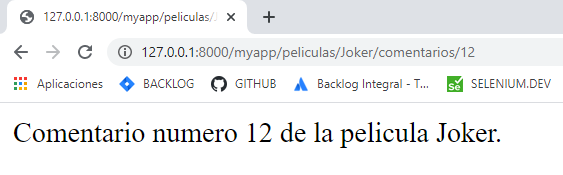 127.0.0.1:8000/myapp/peliculas/J
127.0.0.1:8000/myapp/peliculas/Joker/comentarios/12
Aplicaciones BACKLOG GITHUB Backlog Integral - T... Se SELENIUM.DEV
Comentario numero 12 de la pelicula Joker.